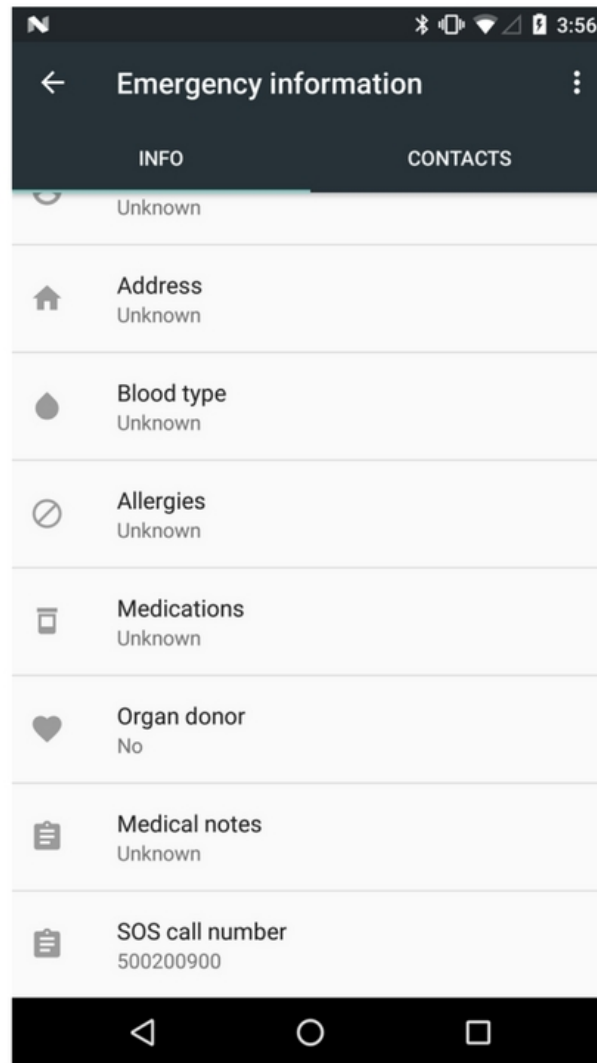 3:56
Emergency information
INFO
CONTACTS
Unknown
Address
Unknown
Blood type
Unknown
Allergies
Unknown
Medications
Unknown
Organ donor
No
Medical notes
Unknown
SOS call number
500200900